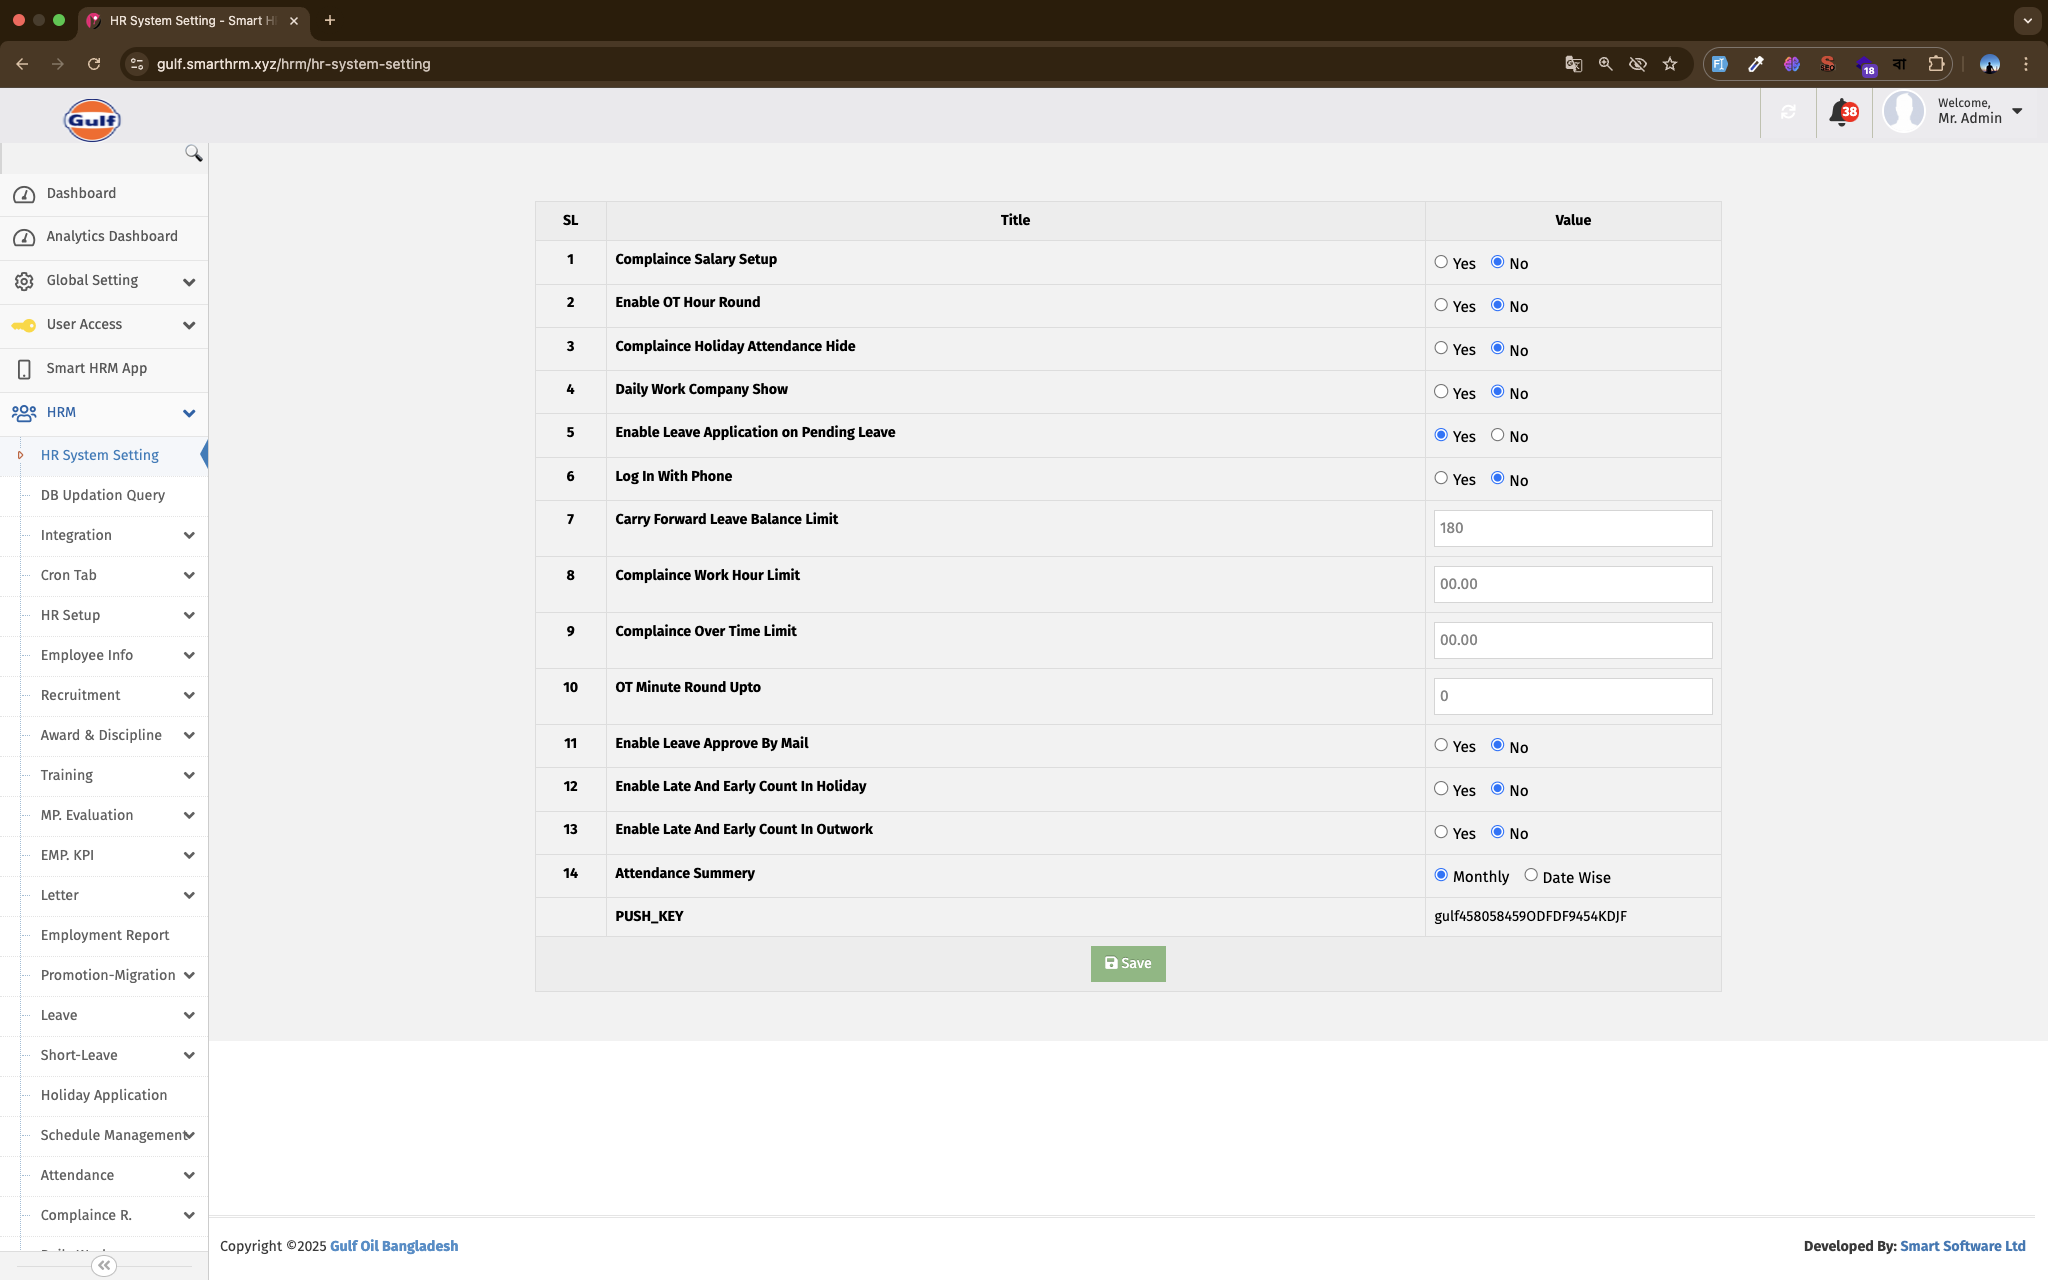 HR System Setting - Smart H
gulf.smarthrm.xyz/hrm/hr-system-setting
18
বা
Gulf
38
Welcome,
Mr. Admin
Dashboard
Analytics Dashboard
Global Setting
User Access
Smart HRM App
HRM
HR System Setting
DB Updation Query
Integration
Cron Tab
HR Setup
Employee Info
Recruitment
Award & Discipline
Training
MP. Evaluation
EMP. KPI
Letter
Employment Report
Promotion-Migration
Leave
Short-Leave
Holiday Application
Schedule Management
Attendance
Complaince R.
SL Title Value
1 Complaince Salary Setup Yes No
2 Enable OT Hour Round Yes No
3 Complaince Holiday Attendance Hide Yes No
4 Daily Work Company Show Yes No
5 Enable Leave Application on Pending Leave Yes No
6 Log In With Phone Yes No
7 Carry Forward Leave Balance Limit 180
8 Complaince Work Hour Limit 00.00
9 Complaince Over Time Limit 00.00
10 OT Minute Round Upto 0
11 Enable Leave Approve By Mail Yes No
12 Enable Late And Early Count In Holiday Yes No
13 Enable Late And Early Count In Outwork Yes No
14 Attendance Summery Monthly Date Wise
PUSH_KEY gulf458058459ODFDF9454KDJF
Save
Copyright ©2025 Gulf Oil Bangladesh
Developed By: Smart Software Ltd